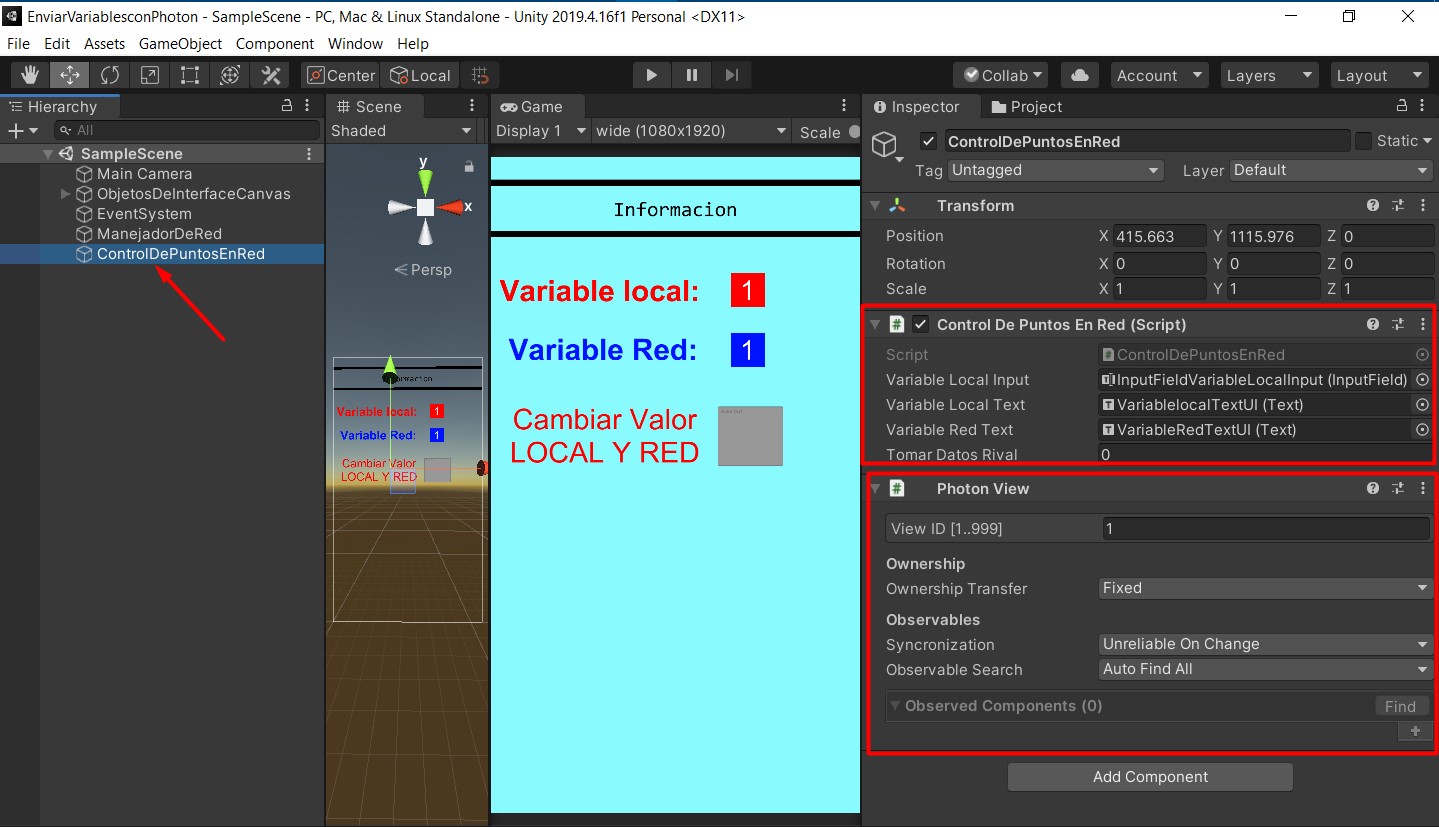 EnviarVariablesconPhoton - SampleScene - PC, Mac & Linux Standalone - Unity 2019.4.16f1 Personal <DX11>
File Edit Assets GameObject Component Window Help
Center Local Collab Account Layers Layout
Hierarchy
All
SampleScene
Main Camera
ObjetosDeInterfaceCanvas
EventSystem
ManejadorDeRed
ControlDePuntosEnRed
Scene
Shaded
y
x
Persp
Informacion
Variable local: 1
Variable Red: 1
Cambiar Valor
LOCAL Y RED
Game
Display 1 wide (1080x1920) Scale
Informacion
Variable local: 1
Variable Red: 1
Cambiar Valor
LOCAL Y RED
Inspector Project
ControlDePuntosEnRed Static
Tag Untagged Layer Default
Transform
Position X 415.663 Y 1115.976 Z 0
Rotation X 0 Y 0 Z 0
Scale X 1 Y 1 Z 1
# Control De Puntos En Red (Script)
Script # ControlDePuntosEnRed
Variable Local Input InputFieldVariableLocalInput (InputField)
Variable Local Text T VariablelocalTextUI (Text)
Variable Red Text T VariableRedTextUI (Text)
Tomar Datos Rival 0
# Photon View
View ID [1..999] 1
Ownership
Ownership Transfer Fixed
Observables
Syncronization Unreliable On Change
Observable Search Auto Find All
Observed Components (0) Find
+
Add Component